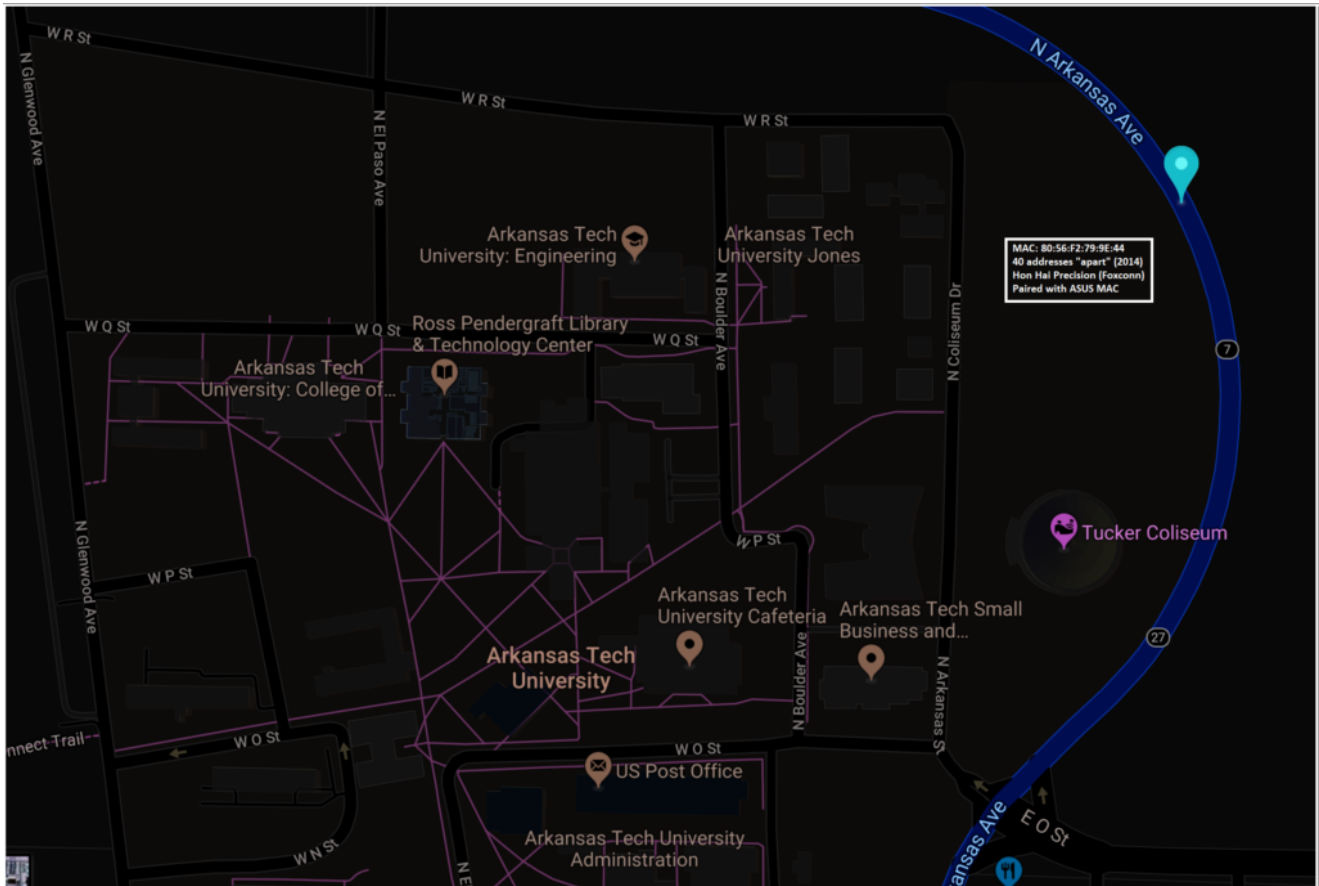 W R St
N Arkansas Ave
N Glenwood Ave
W R St
N El Paso Ave
W R St
Arkansas Tech
University: Engineering
Arkansas Tech
University Jones
MAC: 80:56:F2:79:9E:44
40 addresses "apart" (2014)
Hon Hai Precision (Foxconn)
Paired with ASUS MAC
N Boulder Ave
N Coliseum Dr
W Q St
W Q St
Ross Pendergraft Library
& Technology Center
W Q St
7
Arkansas Tech
University: College of...
N Glenwood Ave
W P St
Tucker Coliseum
W P St
Arkansas Tech
University Cafeteria
Arkansas Tech Small
Business and...
27
Arkansas Tech
University
N Boulder Ave
N Arkansas St
nnect Trail
W O St
W O St
US Post Office
E O St
Arkansas Tech University
Administration
W N St
N E
ansas Ave